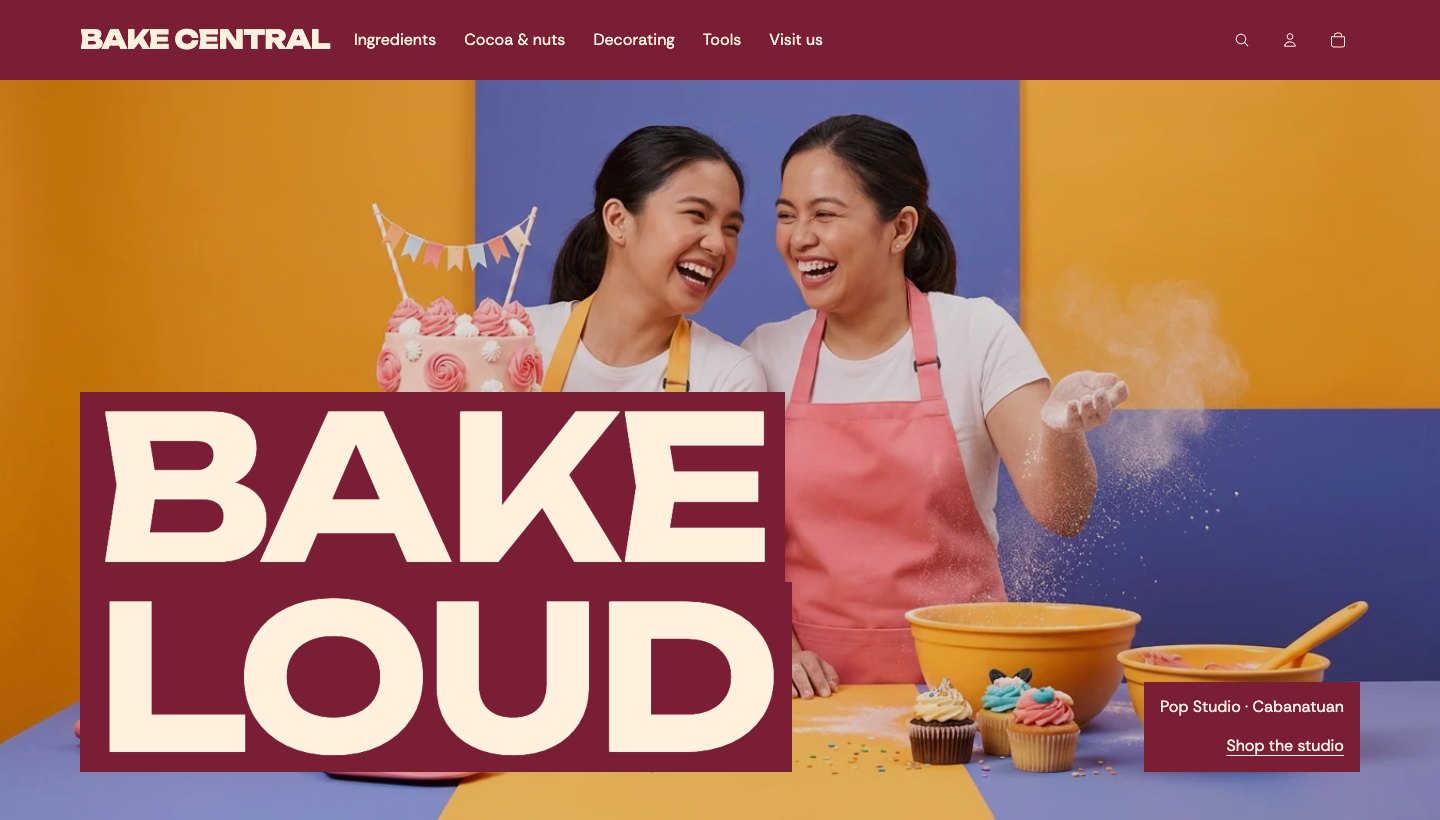 BAKE CENTRAL
Ingredients
Cocoa & nuts
Decorating
Tools
Visit us
BAKE
LOUD
Pop Studio · Cabanatuan
Shop the studio